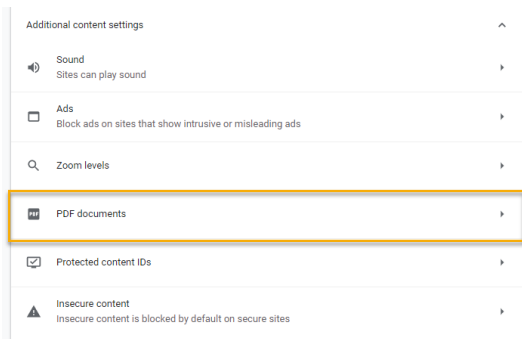 Additional content settings
Sound
Sites can play sound
Ads
Block ads on sites that show intrusive or misleading ads
Zoom levels
PDF
PDF documents
Protected content IDs
Insecure content
Insecure content is blocked by default on secure sites